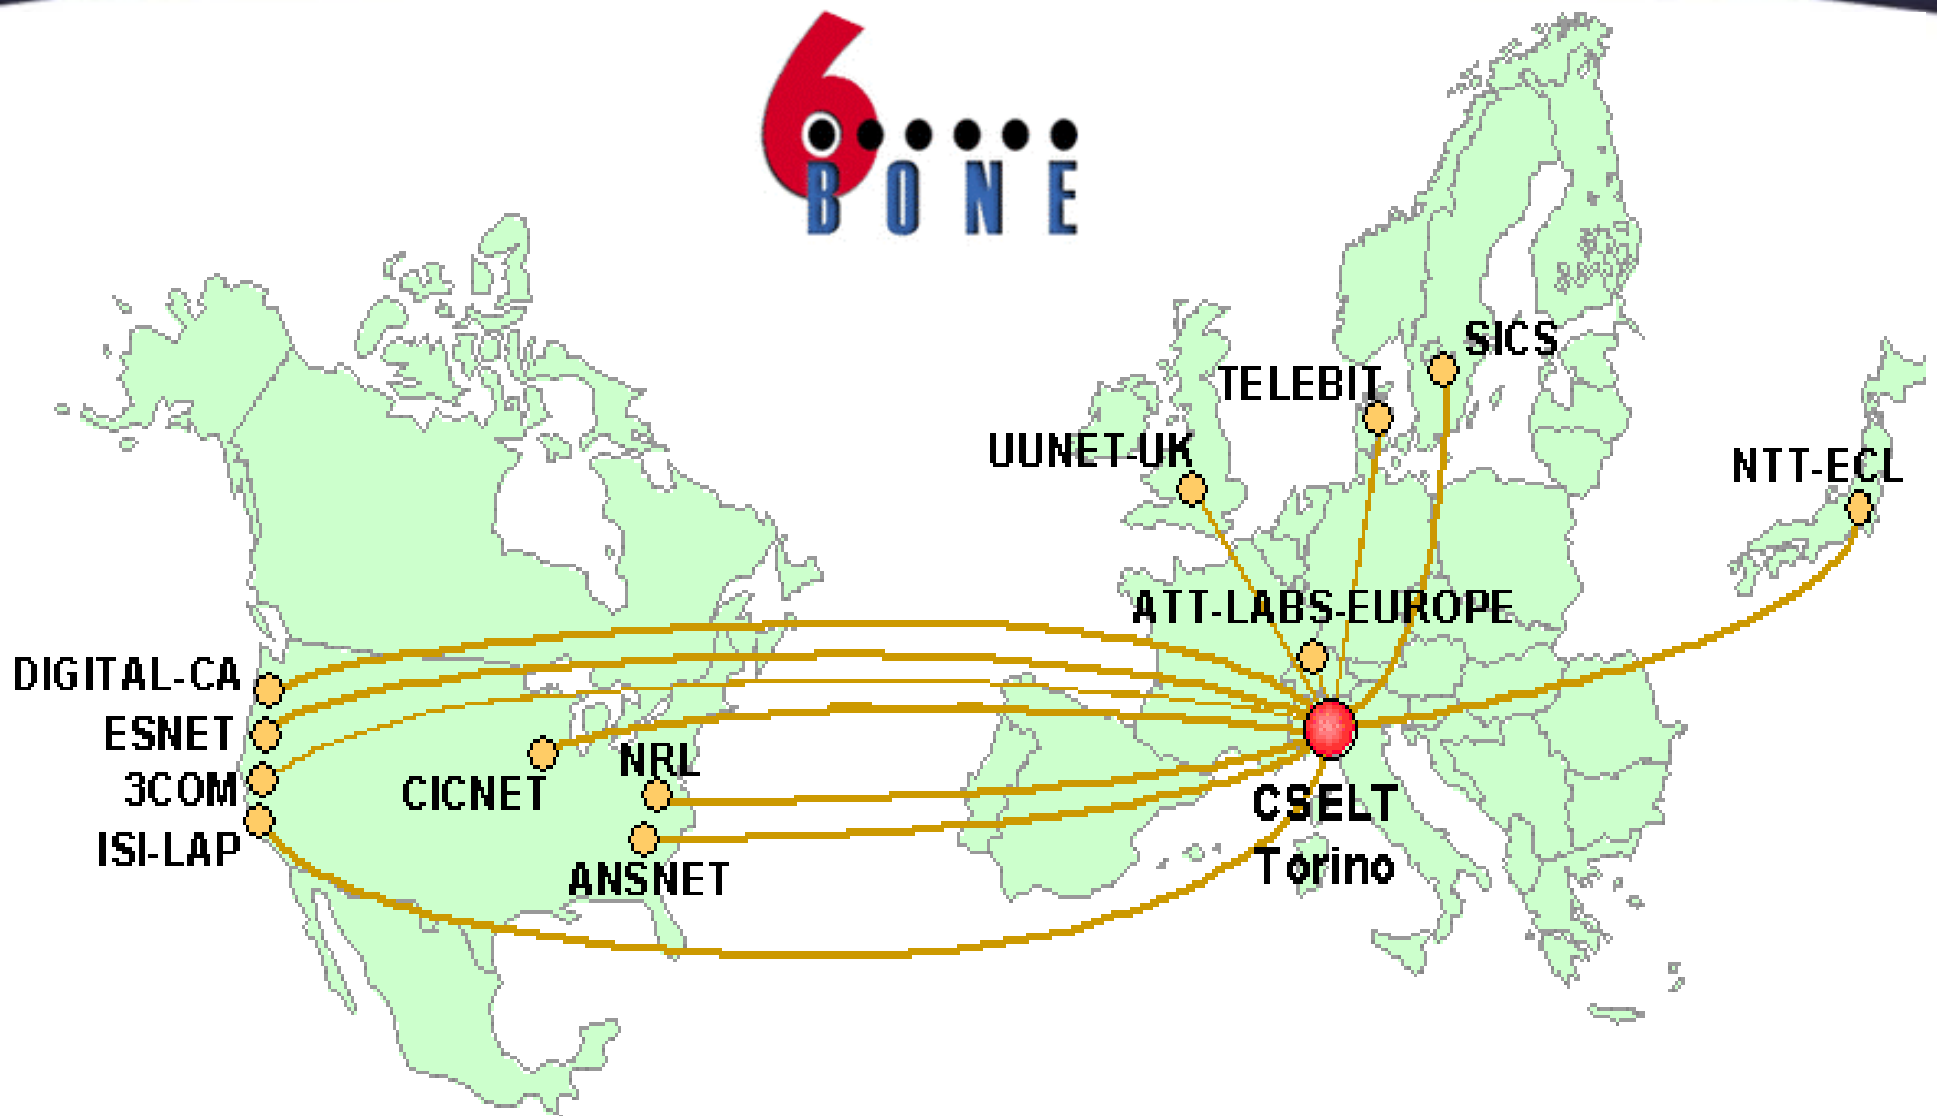 6
BONE
SICS
TELEBIT
UUNET-UK
NTT-ECL
ATT-LABS-EUROPE
DIGITAL-CA
ESNET
3COM
ISI-LAP
CICNET
NRL
ANSNET
CSELT
Torino